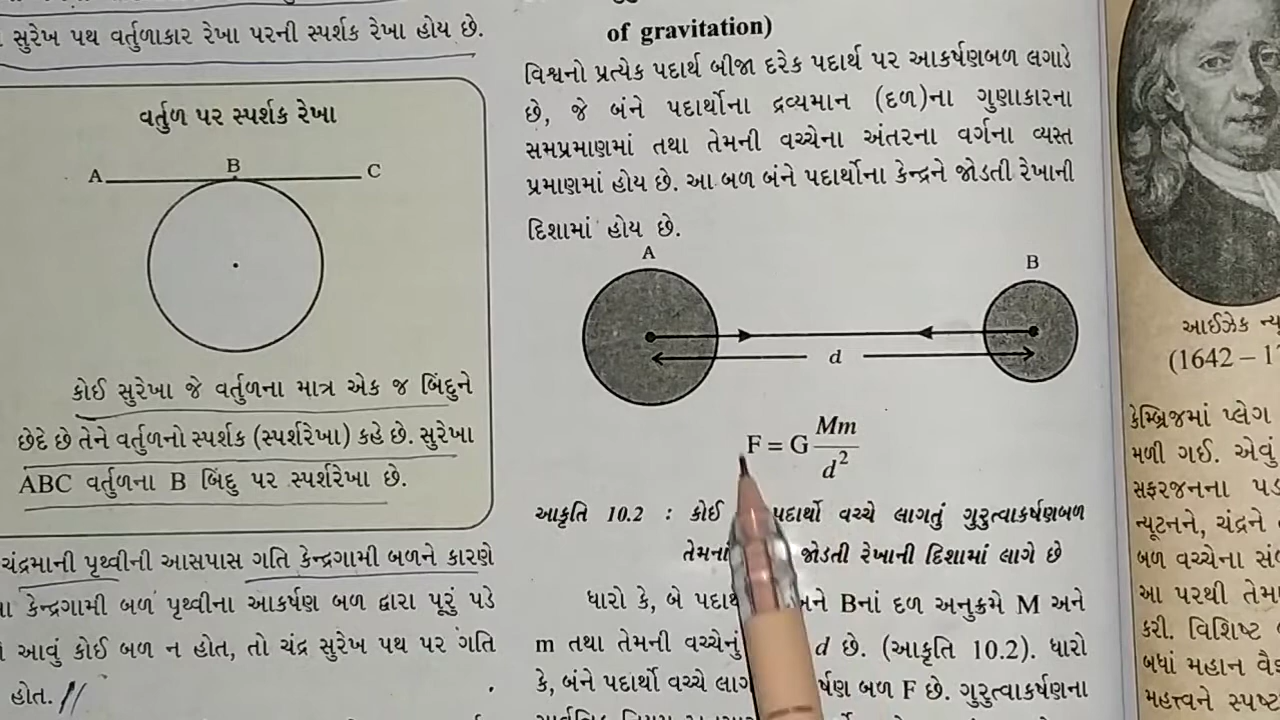 સુરેખ પથ વર્તુળાકાર રેખા પરની સ્પર્શક રેખા હોય છે.
વર્તુળ પર સ્પર્શક રેખા
A B C
કોઈ સુરેખા જે વર્તુળના માત્ર એક જ બિંદુને
છેદે છે તેને વર્તુળનો સ્પર્શક (સ્પર્શરેખા) કહે છે. સુરેખા
ABC વર્તુળના B બિંદુ પર સ્પર્શરેખા છે.
ચંદ્રમાની પૃથ્વીની આસપાસ ગતિ કેન્દ્રગામી બળને કારણે
કેન્દ્રગામી બળ પૃથ્વીના આકર્ષણ બળ દ્વારા પૂરું પડે
આવું કોઈ બળ ન હોત, તો ચંદ્ર સુરેખ પથ પર ગતિ
હોત.
of gravitation)
વિશ્વનો પ્રત્યેક પદાર્થ બીજા દરેક પદાર્થ પર આકર્ષણબળ લગાડે
છે, જે બંને પદાર્થોના દ્રવ્યમાન (દળ)ના ગુણાકારના
સમપ્રમાણમાં તથા તેમની વચ્ચેના અંતરના વર્ગના વ્યસ્ત
પ્રમાણમાં હોય છે. આ બળ બંને પદાર્થોના કેન્દ્રને જોડતી રેખાની
દિશામાં હોય છે.
A B
d
F = G Mm / d²
આકૃતિ 10.2 : કોઈ પદાર્થો વચ્ચે લાગતું ગુરુત્વાકર્ષણબળ
તેમનાં જોડતી રેખાની દિશામાં લાગે છે
ધારો કે, બે Bનાં દળ અનુક્રમે M અને
m તથા તેમની વચ્ચેનું d છે. (આકૃતિ 10.2). ધારો
કે, બંને પદાર્થો વચ્ચે બળ F છે. ગુરુત્વાકર્ષણના
આઈઝેક
(1642 –
કેમ્બ્રિજમાં પ્લેગ
મળી ગઈ. એવું
સફરજનના
ન્યૂટનને, ચંદ્રને
બળ વચ્ચેના
આ પરથી
કરી. વિશિષ્ટ
બધાં મહાન
મહત્ત્વને